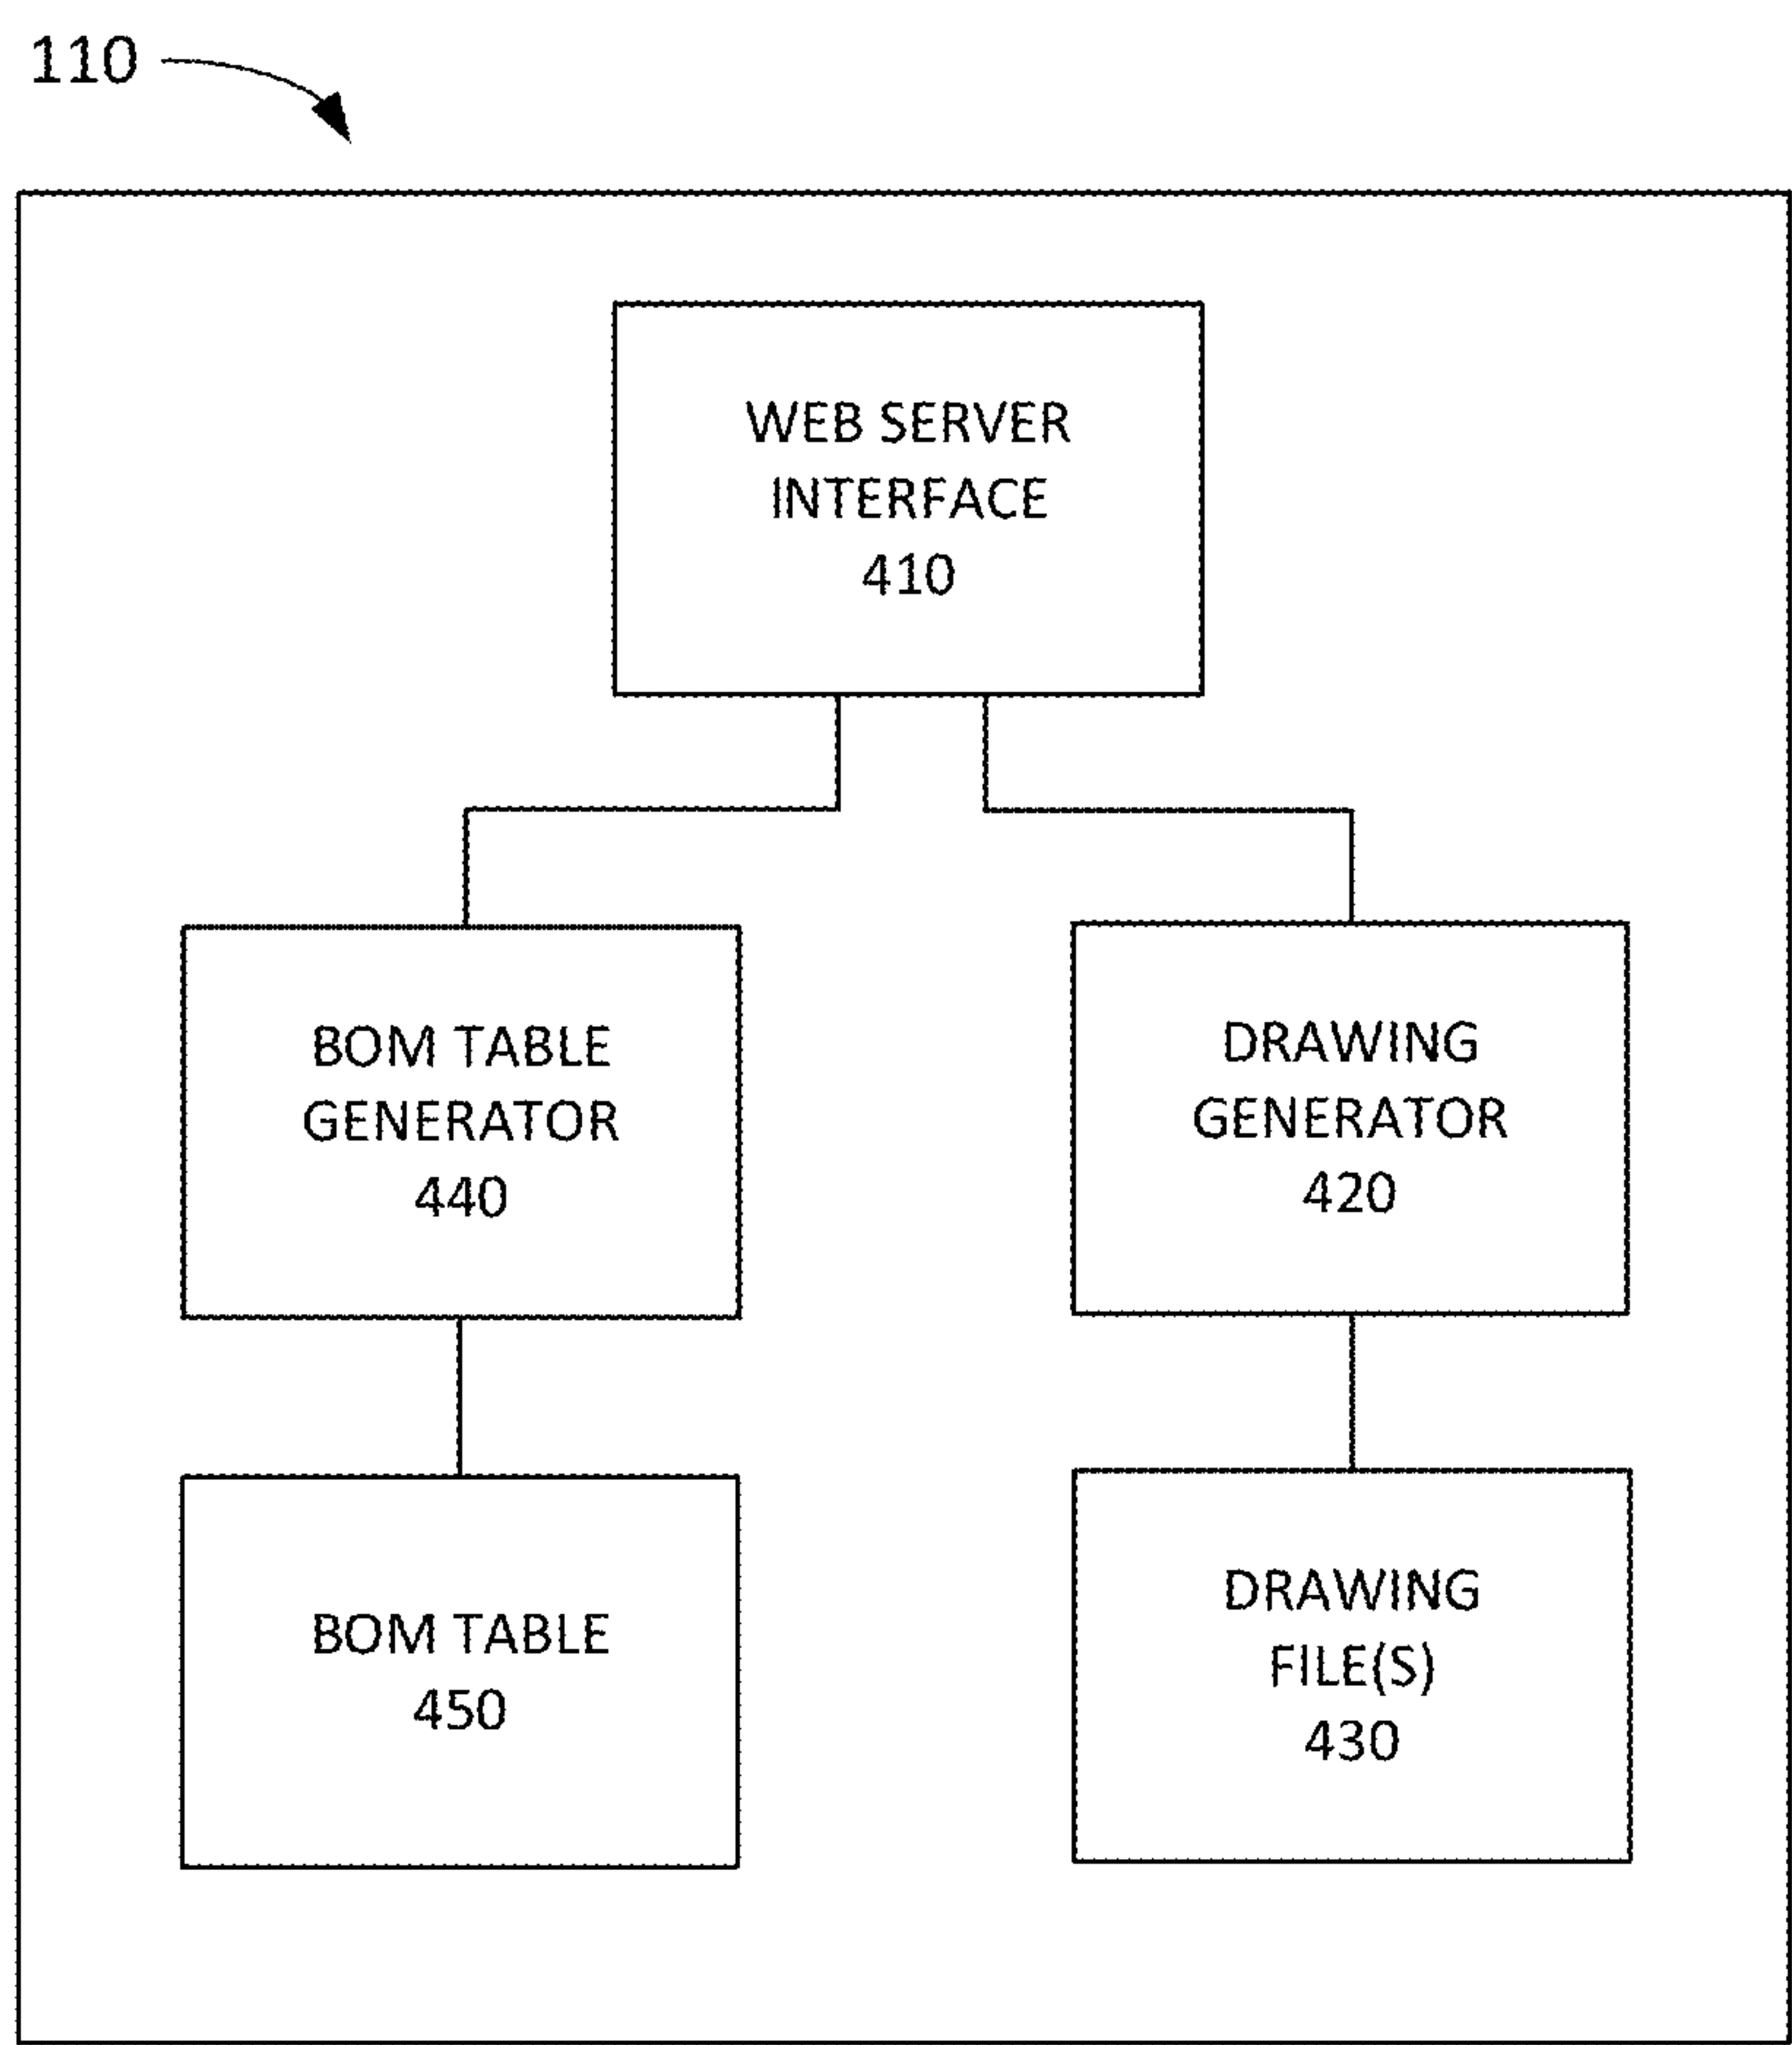 110
WEB SERVER
INTERFACE
410
BOM TABLE
GENERATOR
440
DRAWING
GENERATOR
420
BOM TABLE
450
DRAWING
FILE(S)
430